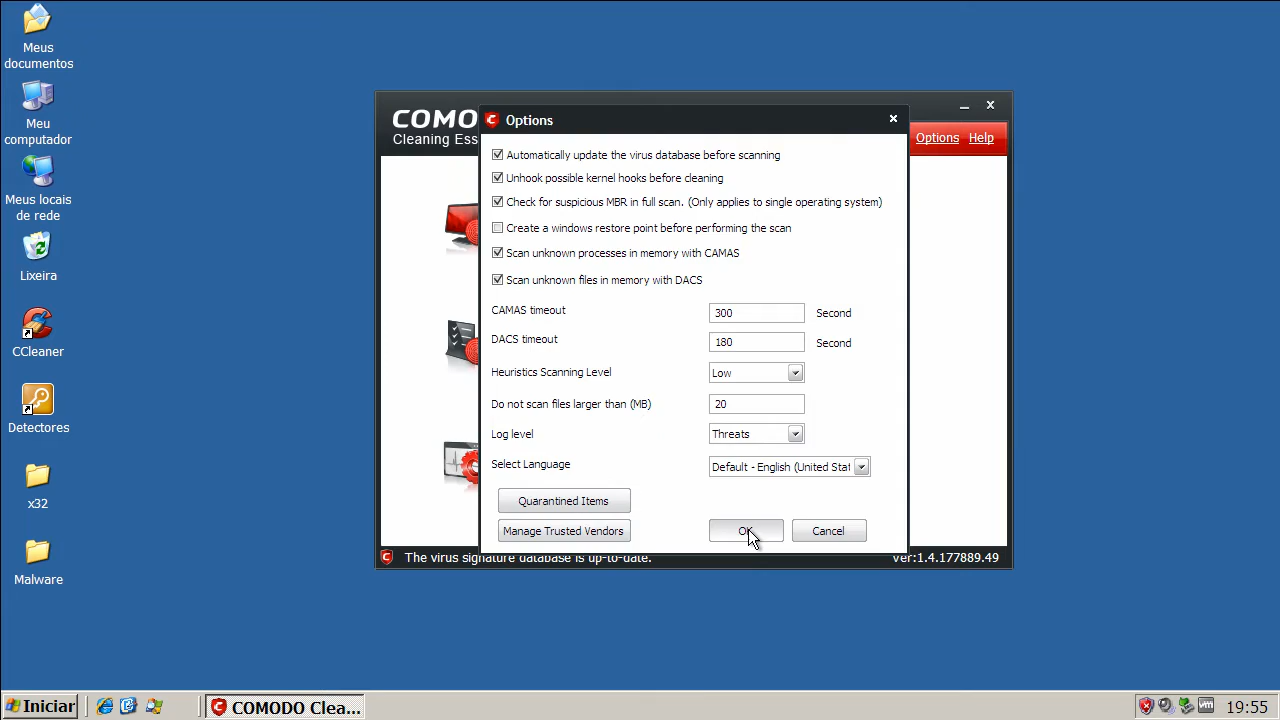 Meus
documentos
Meu
computador
Meus locais
de rede
Lixeira
CCleaner
Detectores
x32
Malware
COMODO
Cleaning Ess
Options Help
Options
Automatically update the virus database before scanning
Unhook possible kernel hooks before cleaning
Check for suspicious MBR in full scan. (Only applies to single operating system)
Create a windows restore point before performing the scan
Scan unknown processes in memory with CAMAS
Scan unknown files in memory with DACS
CAMAS timeout 300 Second
DACS timeout 180 Second
Heuristics Scanning Level Low
Do not scan files larger than (MB) 20
Log level Threats
Select Language Default - English (United Stat
Quarantined Items
Manage Trusted Vendors OK Cancel
The virus signature database is up-to-date. Ver:1.4.177889.49
Iniciar COMODO Clea... 19:55